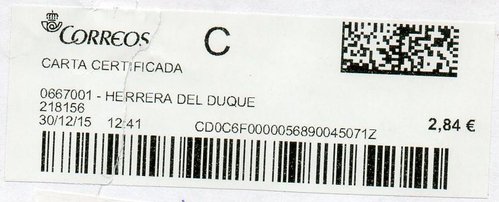 CORREOS C
CARTA CERTIFICADA
0667001 - HERRERA DEL DUQUE
218156
30/12/15 12:41 CD0C6F0000056890045071Z 2,84 €